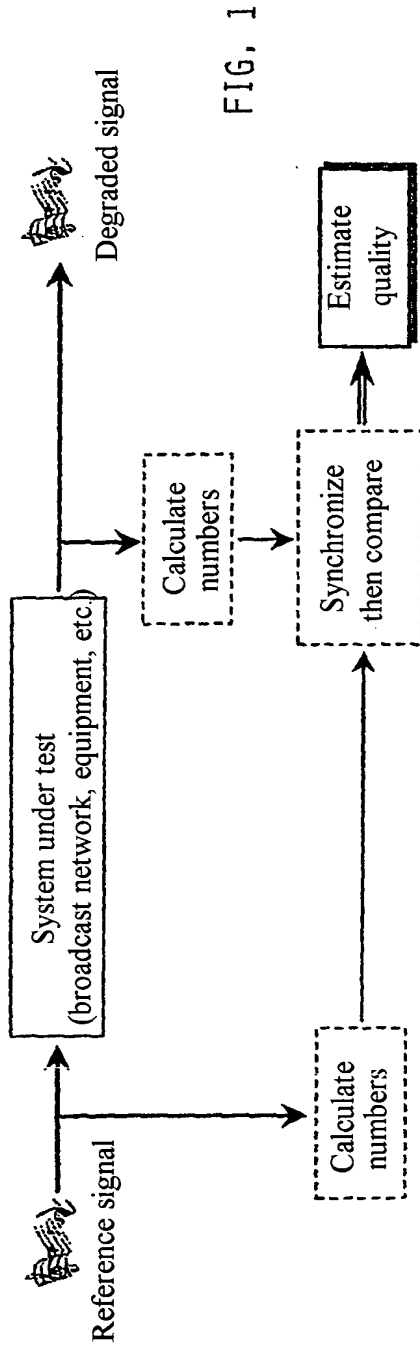 Reference signal
System under test
(broadcast network, equipment, etc.)
Degraded signal
Calculate
numbers
Calculate
numbers
Synchronize
then compare
Estimate
quality
FIG. 1